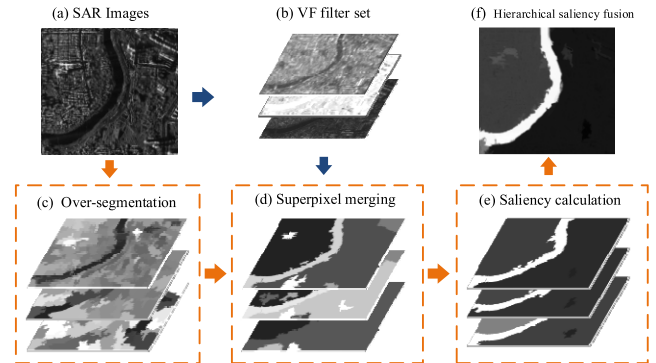 (a) SAR Images
(b) VF filter set
(f) Hierarchical saliency fusion
(c) Over-segmentation
(d) Superpixel merging
(e) Saliency calculation